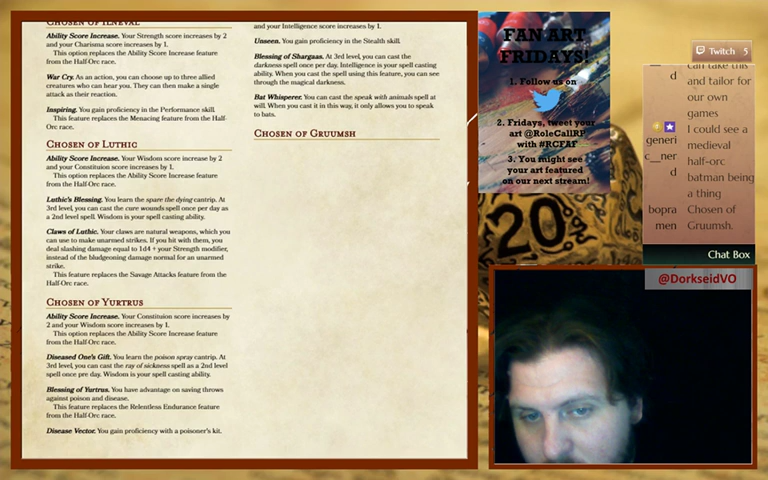 CHOSEN OF ILNEVAL
Ability Score Increase. Your Strength score increases by 2
and your Charisma score increases by 1.
This option replaces the Ability Score Increase feature
from the Half-Orc race.
War Cry. As an action, you can choose up to three allied
creatures who can hear you. They can then make a single
attack as their reaction.
Inspiring. You gain proficiency in the Performance skill.
This feature replaces the Menacing feature from the Half-
Orc race.
CHOSEN OF LUTHIC
Ability Score Increase. Your Wisdom score increase by 2
and your Constituion score increases by 1.
This option replaces the Ability Score Increase feature
from the Half-Orc race.
Luthic's Blessing. You learn the spare the dying cantrip. At
3rd level, you can cast the cure wounds spell once per day as
a 2nd level spell. Wisdom is your spell casting ability.
Claws of Luthic. Your claws are natural weapons, which you
can use to make unarmed strikes. If you hit with them, you
deal slashing damage equal to 1d4 + your Strength modifier,
instead of the bludgeoning damage normal for an unarmed
strike.
This feature replaces the Savage Attacks feature from the
Half-Orc race.
CHOSEN OF YURTRUS
Ability Score Increase. Your Constituion score increases by
2 and your Wisdom score increases by 1.
This option replaces the Ability Score Increase feature
from the Half-Orc race.
Diseased One's Gift. You learn the poison spray cantrip. At
3rd level, you can cast the ray of sickness spell as a 2nd level
spell once pre day. Wisdom is your spell casting ability.
Blessing of Yurtrus. You have advantage on saving throws
against poison and disease.
This feature replaces the Relentless Endurance feature
from the Half-Orc race.
Disease Vector. You gain proficiency with a poisoner's kit.
and your Intelligence score increases by 1.
Unseen. You gain proficiency in the Stealth skill.
Blessing of Shargaas. At 3rd level, you can cast the
darkness spell once per day. Intelligence is your spell casting
ability. When you cast the spell using this feature, you can see
through the magical darkness.
Bat Whisperer. You can cast the speak with animals spell at
will. When you cast it in this way, it only allows you to speak
to bats.
CHOSEN OF GRUUMSH
FAN ART
FRIDAYS!
1. Follow us on
2. Fridays, tweet your
art @RoleCallRP
with #RCFAF
3. You might see
your art featured
on our next stream!
20
Twitch 5
d
can take this
and tailor for
our own
games
generi
c__ner
d
I could see a
medieval
half-orc
batman being
a thing
bopra
men
Chosen of
Gruumsh.
Chat Box
@DorkseidVO